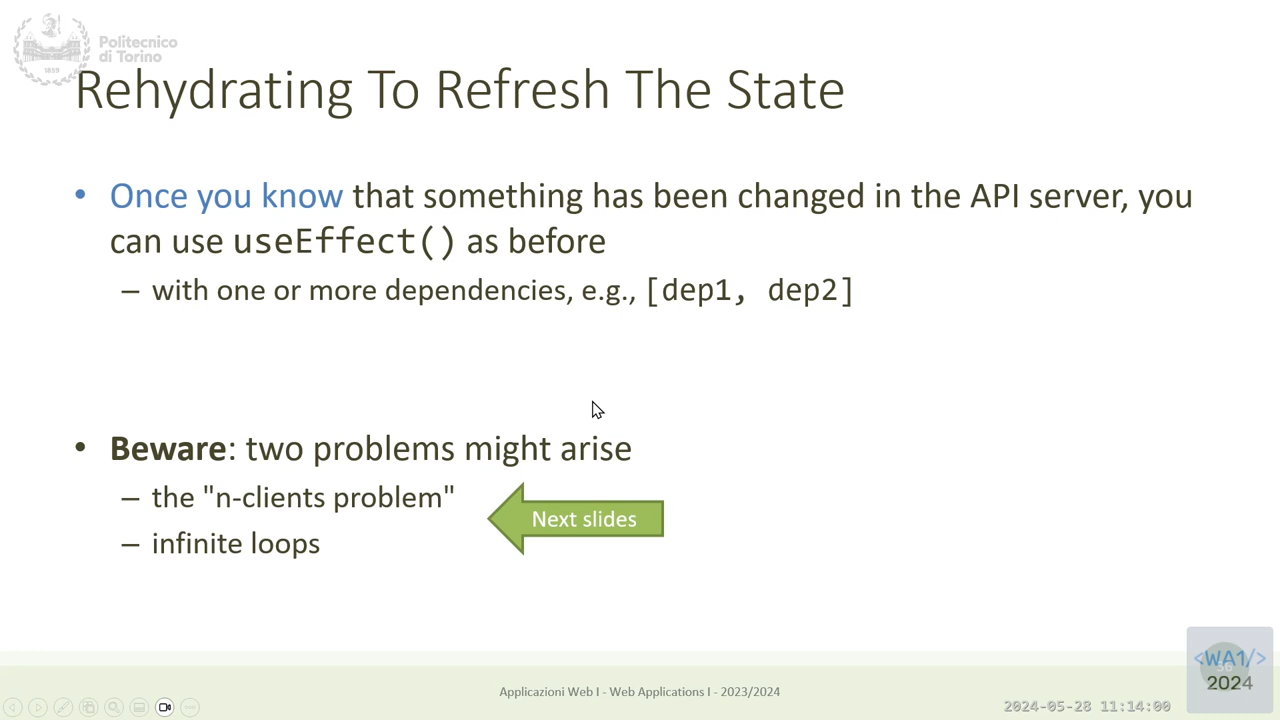 Politecnico
di Torino
1859
Rehydrating To Refresh The State
• Once you know that something has been changed in the API server, you
can use useEffect() as before
– with one or more dependencies, e.g., [dep1, dep2]
• Beware: two problems might arise
– the "n-clients problem"
– infinite loops
Next slides
Applicazioni Web I - Web Applications I - 2023/2024
<WA1/>
2024
2024-05-28 11:14:00